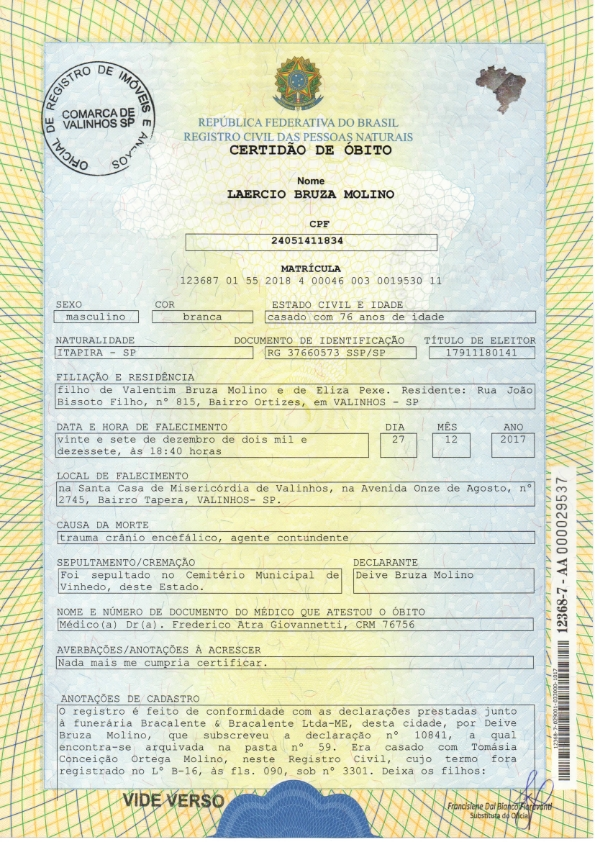 OFICIAL DE REGISTRO DE IMÓVEIS E ANEXOS
COMARCA DE
VALINHOS SP
REPÚBLICA FEDERATIVA DO BRASIL
REGISTRO CIVIL DAS PESSOAS NATURAIS
CERTIDÃO DE ÓBITO
Nome
LAERCIO BRUZA MOLINO
CPF
24051411834
MATRÍCULA
123687 01 55 2018 4 00046 003 0019530 11
SEXO COR ESTADO CIVIL E IDADE
masculino branca casado com 76 anos de idade
NATURALIDADE DOCUMENTO DE IDENTIFICAÇÃO TÍTULO DE ELEITOR
ITAPIRA - SP RG 37660573 SSP/SP 17911180141
FILIAÇÃO E RESIDÊNCIA
filho de Valentim Bruza Molino e de Eliza Pexe. Residente: Rua João
Bissoto Filho, n° 815, Bairro Ortizes, em VALINHOS - SP
DATA E HORA DE FALECIMENTO DIA MÊS ANO
vinte e sete de dezembro de dois mil e 27 12 2017
dezessete, às 18:40 horas
LOCAL DE FALECIMENTO
na Santa Casa de Misericórdia de Valinhos, na Avenida Onze de Agosto, n°
2745, Bairro Tapera, VALINHOS- SP.
CAUSA DA MORTE
trauma crânio encefálico, agente contundente
SEPULTAMENTO/CREMAÇÃO DECLARANTE
Foi sepultado no Cemitério Municipal de Deive Bruza Molino
Vinhedo, deste Estado.
NOME E NÚMERO DE DOCUMENTO DO MÉDICO QUE ATESTOU O ÓBITO
Médico(a) Dr(a). Frederico Atra Giovannetti, CRM 76756
AVERBAÇÕES/ANOTAÇÕES À ACRESCER
Nada mais me cumpria certificar.
ANOTAÇÕES DE CADASTRO
O registro é feito de conformidade com as declarações prestadas junto
à funerária Bracalente & Bracalente Ltda-ME, desta cidade, por Deive
Bruza Molino, que subscreveu a declaração n° 10841, a qual
encontra-se arquivada na pasta n° 59. Era casado com Tomásia
Conceição Ortega Molino, neste Registro Civil, cujo termo fora
registrado no L° B-16, às fls. 090, sob n° 3301. Deixa os filhos:
VIDE VERSO
Francislene Dal Bianco Fioravanti
Substituta do Oficial
12368-7 - AA 000029537